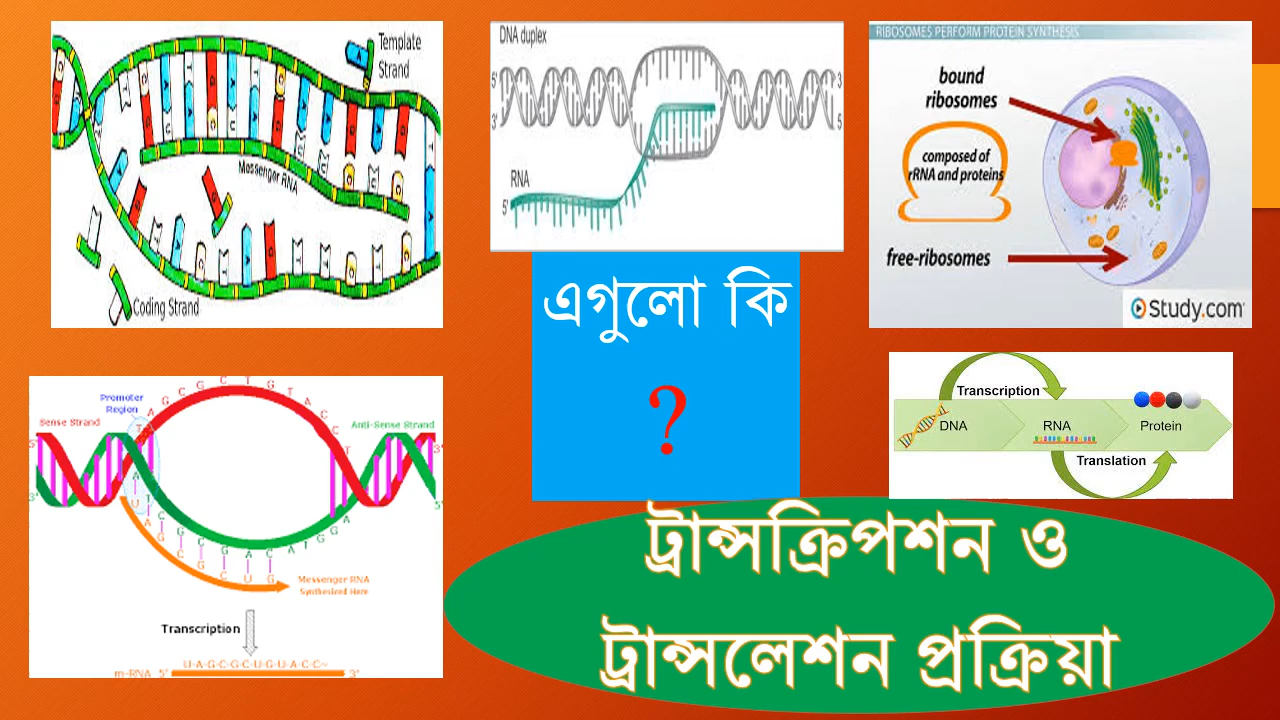 Template
Strand
Messenger RNA
Coding Strand
DNA duplex
5'
3'
3'
5'
RNA
5'
RIBOSOMES PERFORM PROTEIN SYNTHESIS
bound
ribosomes
composed of
rRNA and proteins
free-ribosomes
Study.com
এগুলো কি
?
Transcription
DNA
RNA
Protein
Translation
Promoter
Region
Sense Strand
Anti-Sense Strand
Messenger RNA
Synthesized Here
Transcription
U-A-G-C-G-C-U-G-U-A-C-C~
m-RNA 5' 3'
ট্রান্সক্রিপশন ও
ট্রান্সলেশন প্রক্রিয়া